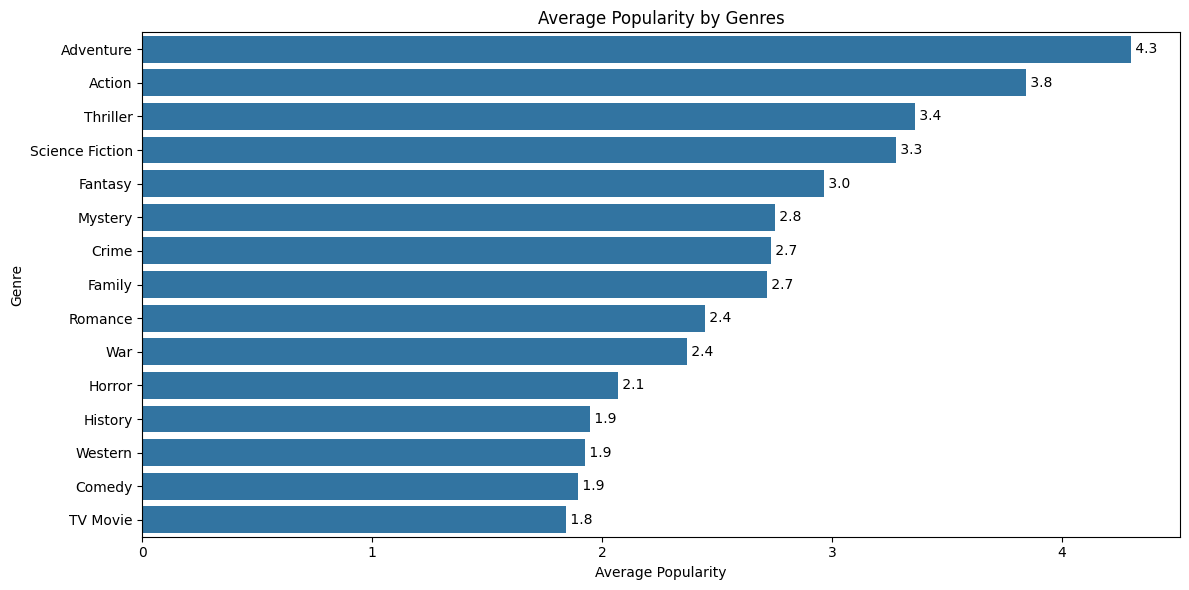 Average Popularity by Genres
Adventure 4.3
Action 3.8
Thriller 3.4
Science Fiction 3.3
Fantasy 3.0
Mystery 2.8
Crime 2.7
Family 2.7
Romance 2.4
War 2.4
Horror 2.1
History 1.9
Western 1.9
Comedy 1.9
TV Movie 1.8
Genre
0 1 2 3 4
Average Popularity